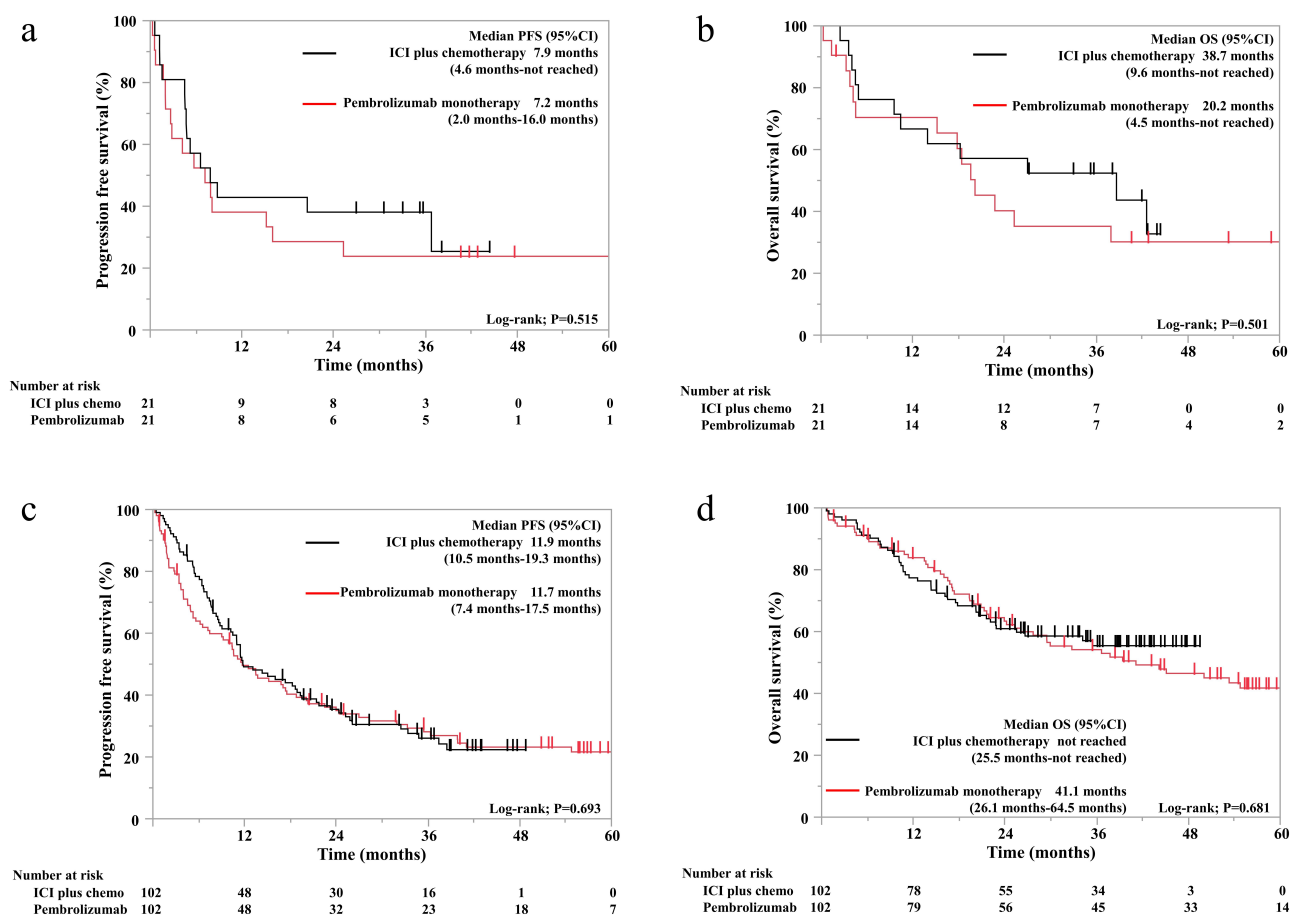 a
Progression free survival (%)
100
80
60
40
20
0
Median PFS (95%CI)
ICI plus chemotherapy 7.9 months
(4.6 months-not reached)
Pembrolizumab monotherapy 7.2 months
(2.0 months-16.0 months)
Log-rank; P=0.515
12 24 36 48 60
Time (months)
Number at risk
ICI plus chemo 21 9 8 3 0 0
Pembrolizumab 21 8 6 5 1 1
b
Overall survival (%)
100
80
60
40
20
0
Median OS (95%CI)
ICI plus chemotherapy 38.7 months
(9.6 months-not reached)
Pembrolizumab monotherapy 20.2 months
(4.5 months-not reached)
Log-rank; P=0.501
12 24 36 48 60
Time (months)
Number at risk
ICI plus chemo 21 14 12 7 0 0
Pembrolizumab 21 14 8 7 4 2
c
Progression free survival (%)
100
80
60
40
20
0
Median PFS (95%CI)
ICI plus chemotherapy 11.9 months
(10.5 months-19.3 months)
Pembrolizumab monotherapy 11.7 months
(7.4 months-17.5 months)
Log-rank; P=0.693
12 24 36 48 60
Time (months)
Number at risk
ICI plus chemo 102 48 30 16 1 0
Pembrolizumab 102 48 32 23 18 7
d
Overall survival (%)
100
80
60
40
20
0
Median OS (95%CI)
ICI plus chemotherapy not reached
(25.5 months-not reached)
Pembrolizumab monotherapy 41.1 months
(26.1 months-64.5 months)
Log-rank; P=0.681
12 24 36 48 60
Time (months)
Number at risk
ICI plus chemo 102 78 55 34 3 0
Pembrolizumab 102 79 56 45 33 14